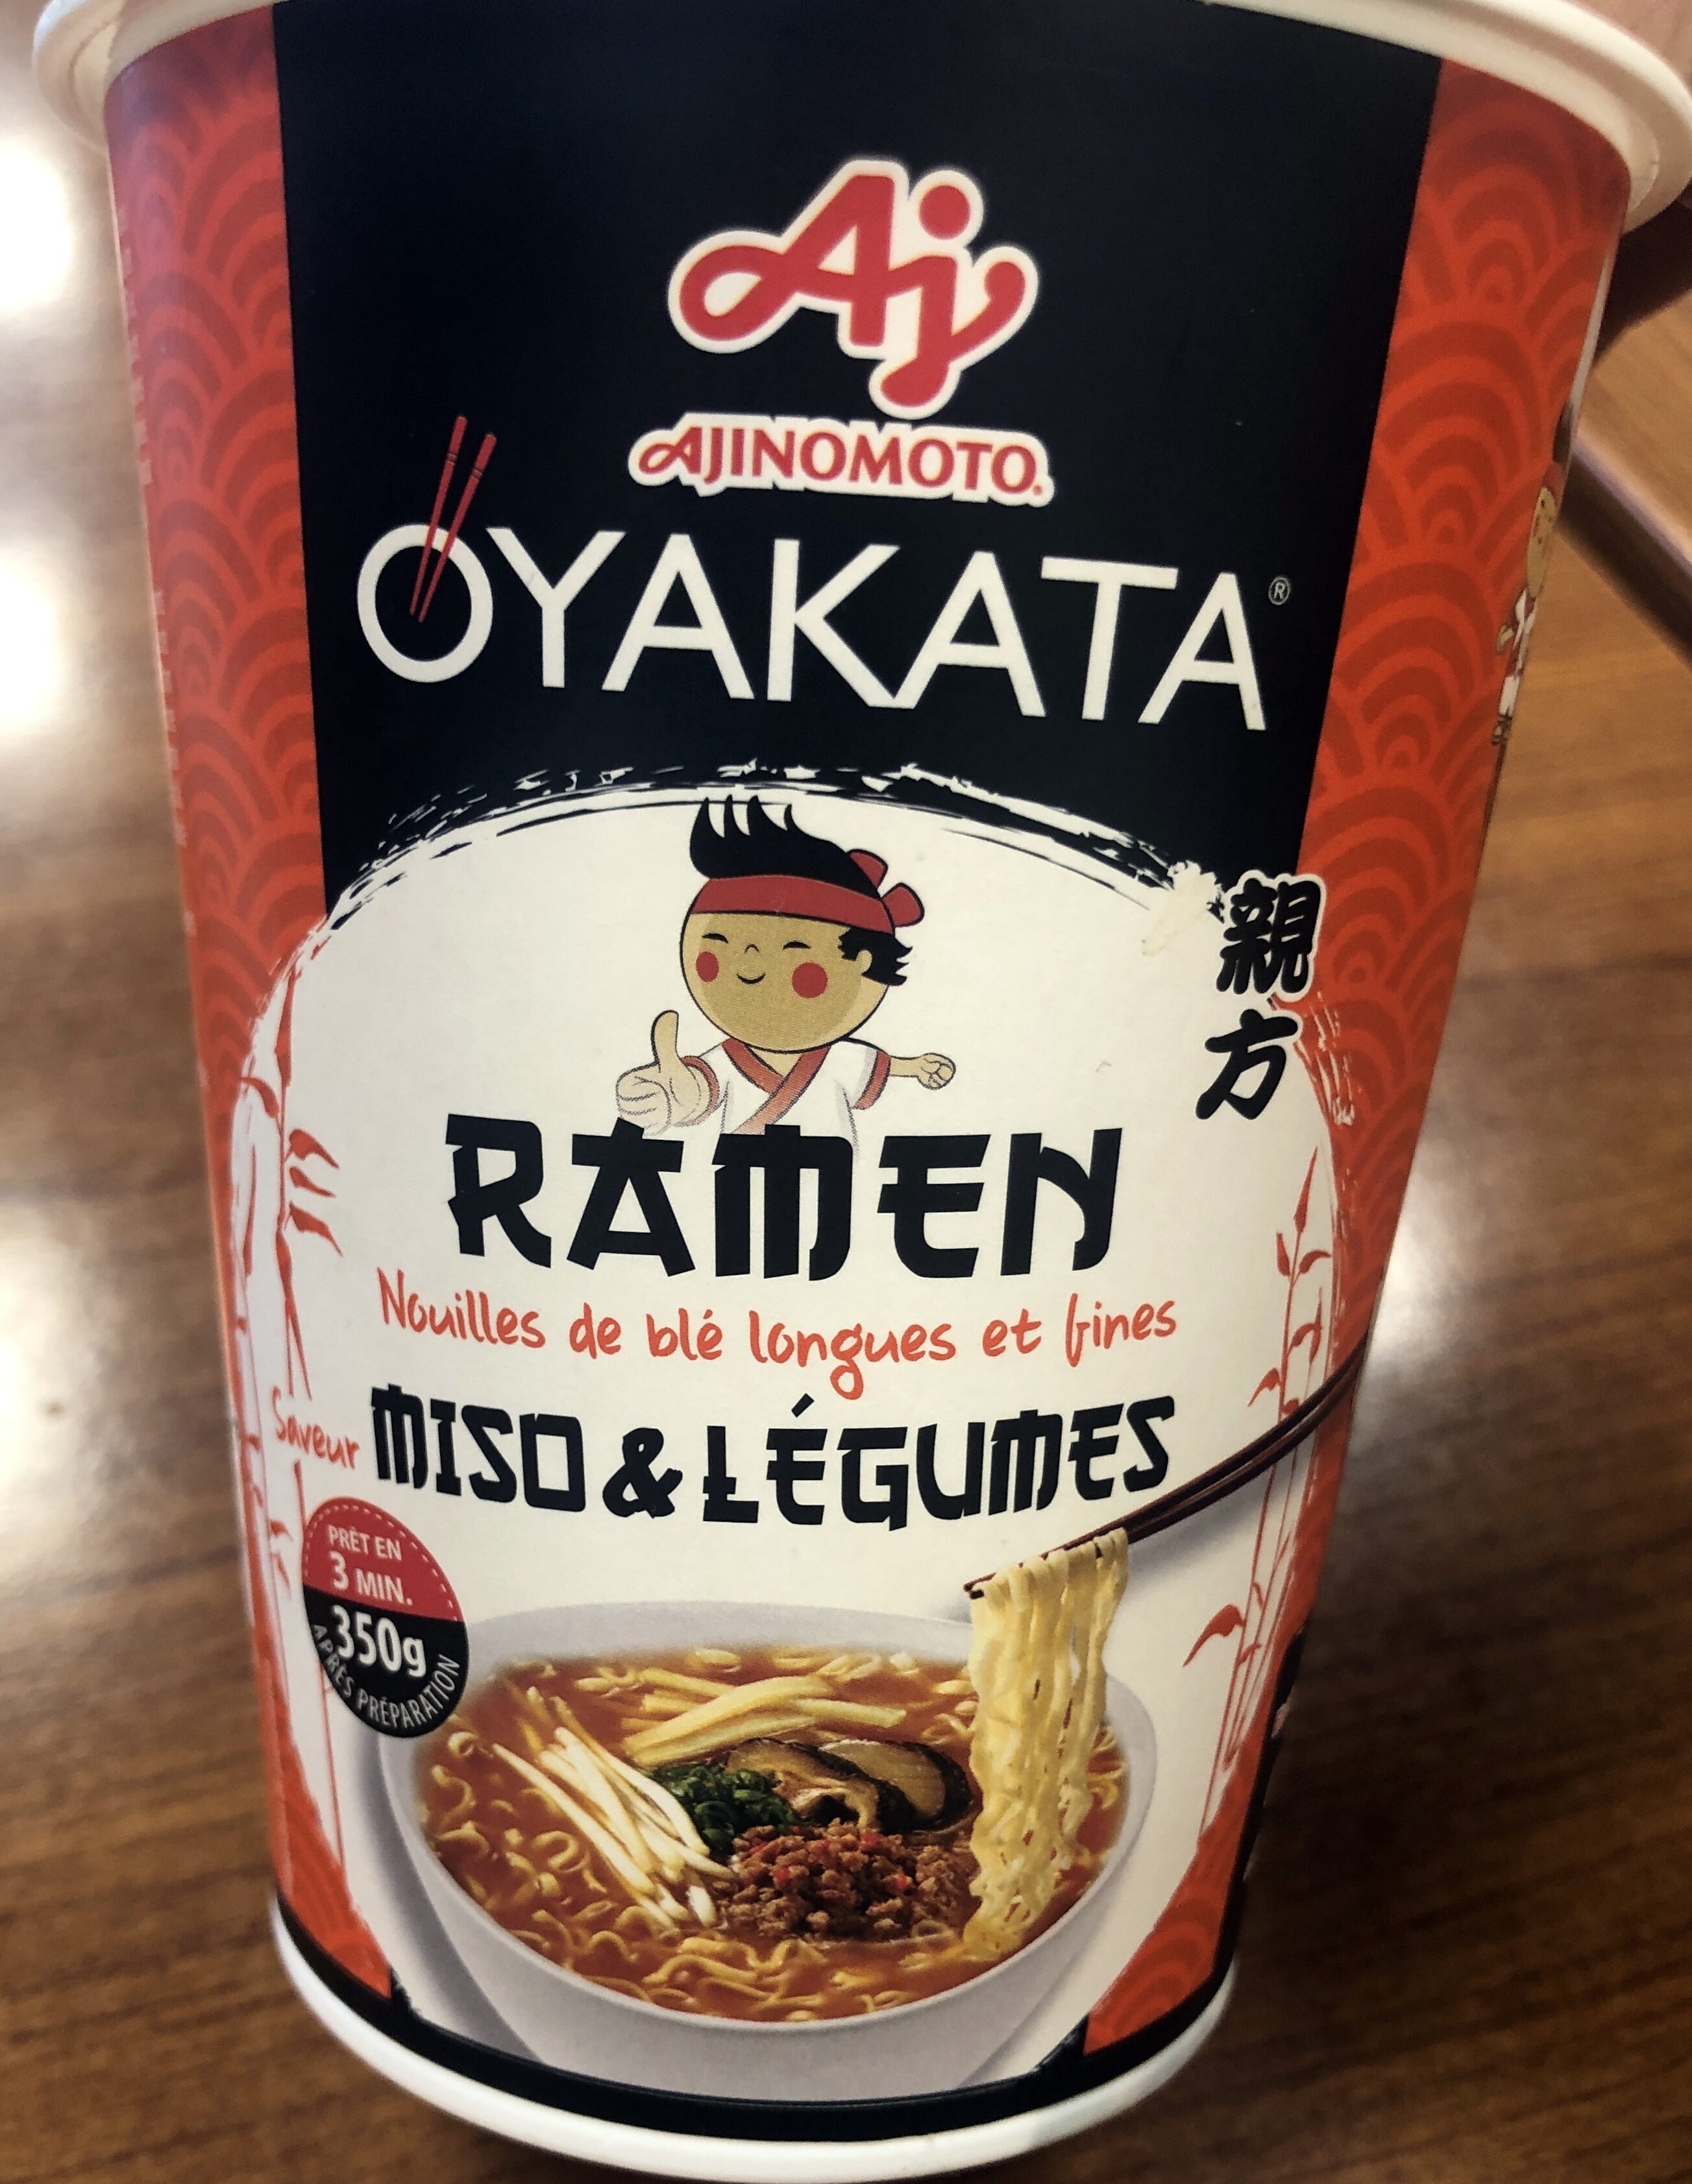 Aj
AJINOMOTO®
OYAKATA®
親方
RAMEN
Nouilles de blé longues et fines
Saveur MISO & LÉGUMES
PRÊT EN
3 MIN.
350g
APRÈS PRÉPARATION